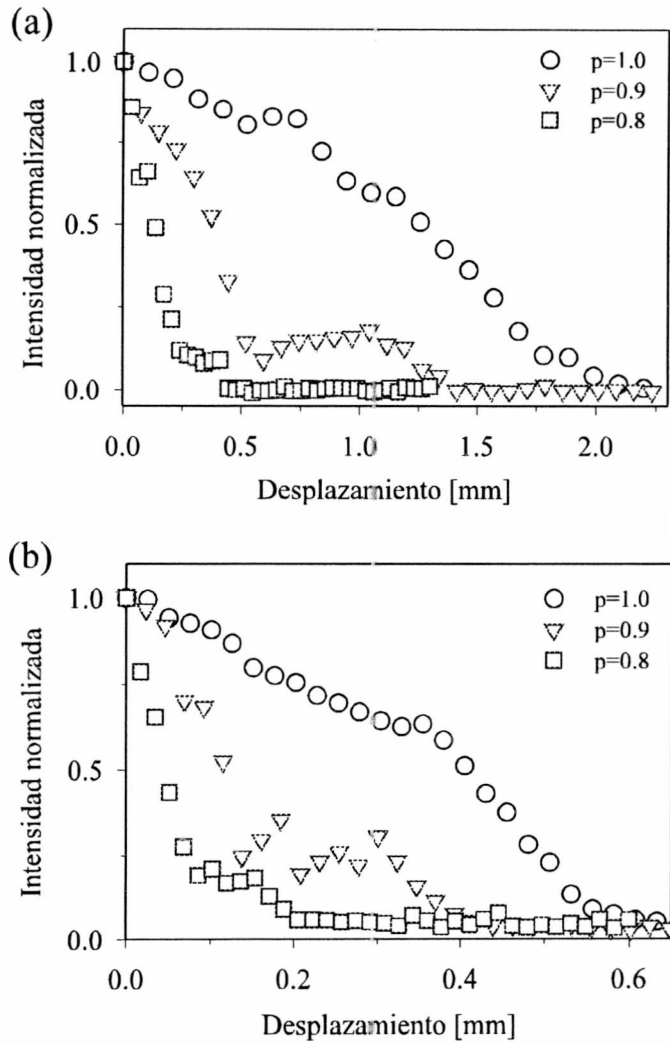 (a)
p=1.0
p=0.9
p=0.8
1.0
0.5
0.0
Intensidad normalizada
0.0
0.5
1.0
1.5
2.0
Desplazamiento [mm]
(b)
p=1.0
p=0.9
p=0.8
1.0
0.5
0.0
Intensidad normalizada
0.0
0.2
0.4
0.6
Desplazamiento [mm]